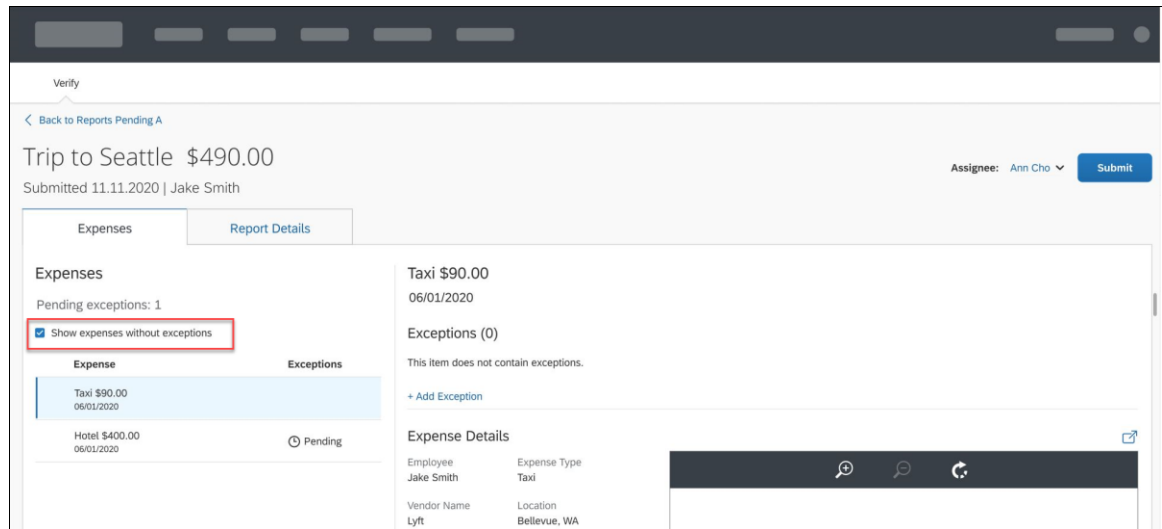 Verify
Back to Reports Pending A
Trip to Seattle $490.00
Assignee: Ann Cho
Submit
Submitted 11.11.2020 | Jake Smith
Expenses
Report Details
Expenses
Pending exceptions: 1
Show expenses without exceptions
Expense Exceptions
Taxi $90.00
06/01/2020
Hotel $400.00
06/01/2020
Pending
Taxi $90.00
06/01/2020
Exceptions (0)
This item does not contain exceptions.
+ Add Exception
Expense Details
Employee Expense Type
Jake Smith Taxi
Vendor Name Location
Lyft Bellevue, WA